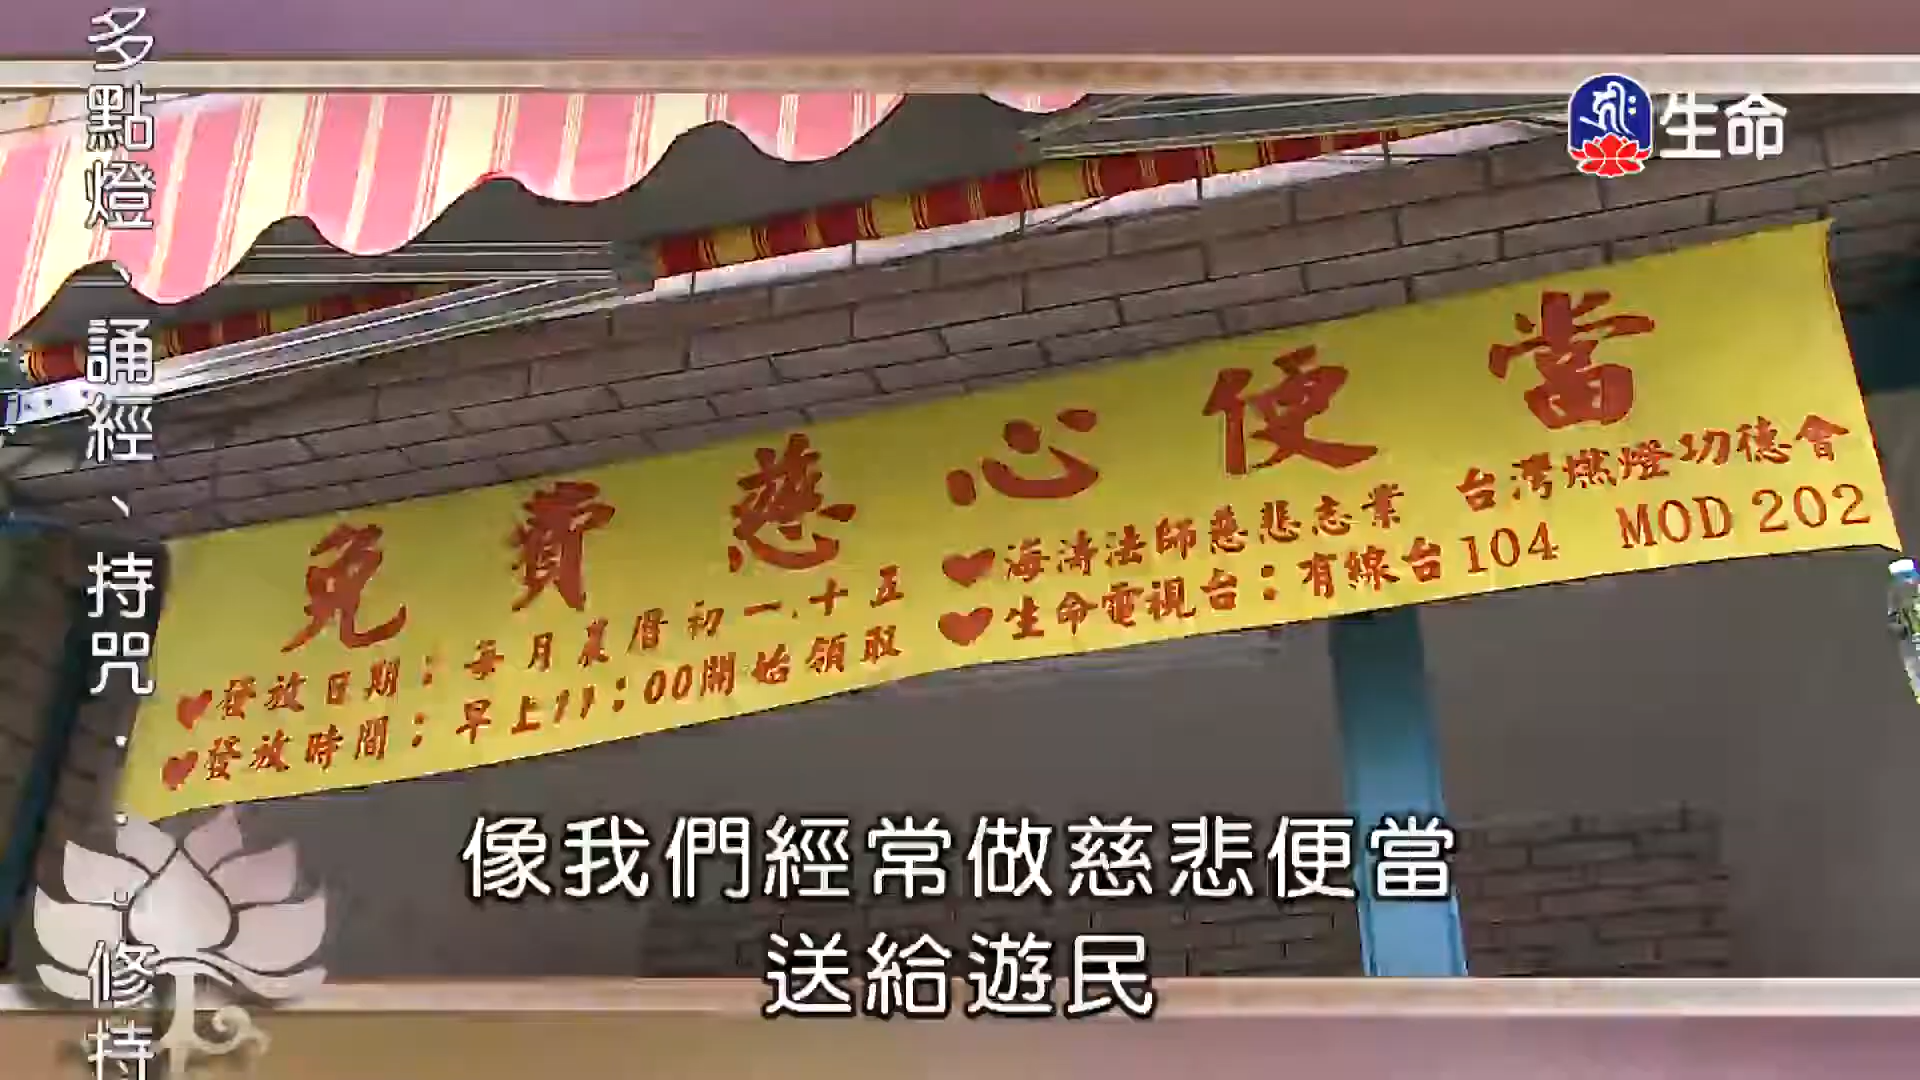 多點燈、誦經、持咒......修持
生命
免費慈心便當
發放日期：每月農曆初一.十五
發放時間：早上11：00開始領取
海涛法師慈悲志業 台灣燃燈功德會
生命電視台：有線台104 MOD 202
像我們經常做慈悲便當
送給遊民